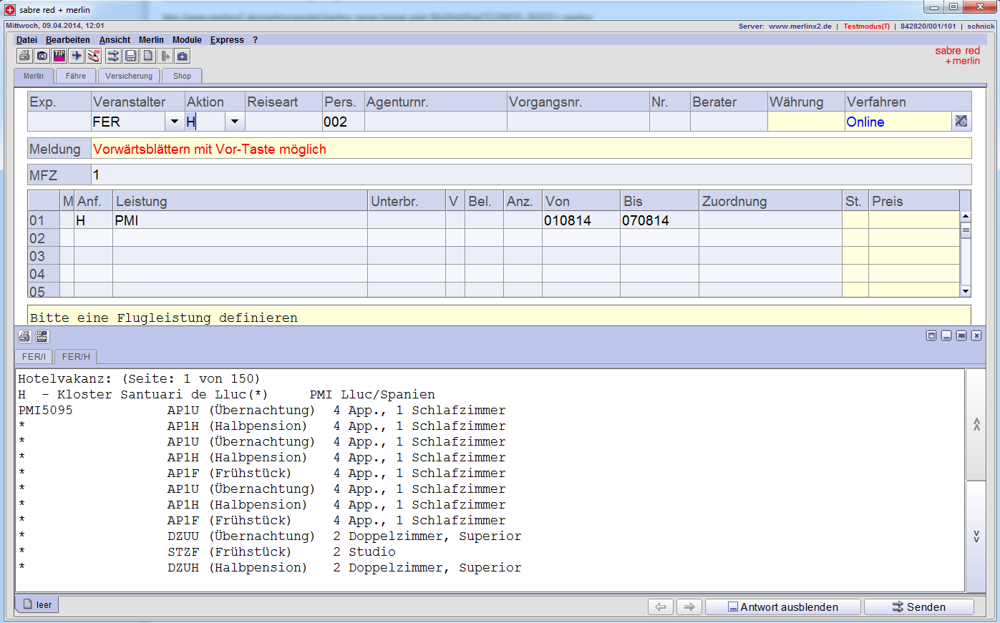 sabre red + merlin
Mittwoch, 09.04.2014, 12:01 Server: www.merlinx2.de | Testmodus(T) | 842820/001/101 | schnick
Datei Bearbeiten Ansicht Merlin Module Express ?
TIP DB
sabre red
+merlin
Merlin Fähre Versicherung Shop
Exp. Veranstalter Aktion Reiseart Pers. Agenturnr. Vorgangsnr. Nr. Berater Währung Verfahren
FER H 002 Online
Meldung Vorwärtsblättern mit Vor-Taste möglich
MFZ 1
M Anf. Leistung Unterbr. V Bel. Anz. Von Bis Zuordnung St. Preis
01 H PMI 010814 070814
02
03
04
05
Bitte eine Flugleistung definieren
FER/I FER/H
Hotelvakanz: (Seite: 1 von 150)
H - Kloster Santuari de Lluc(*) PMI Lluc/Spanien
PMI5095 AP1U (Übernachtung) 4 App., 1 Schlafzimmer
* AP1H (Halbpension) 4 App., 1 Schlafzimmer
* AP1U (Übernachtung) 4 App., 1 Schlafzimmer
* AP1H (Halbpension) 4 App., 1 Schlafzimmer
* AP1F (Frühstück) 4 App., 1 Schlafzimmer
* AP1U (Übernachtung) 4 App., 1 Schlafzimmer
* AP1H (Halbpension) 4 App., 1 Schlafzimmer
* AP1F (Frühstück) 4 App., 1 Schlafzimmer
* DZUU (Übernachtung) 2 Doppelzimmer, Superior
* STZF (Frühstück) 2 Studio
* DZUH (Halbpension) 2 Doppelzimmer, Superior
leer Antwort ausblenden Senden